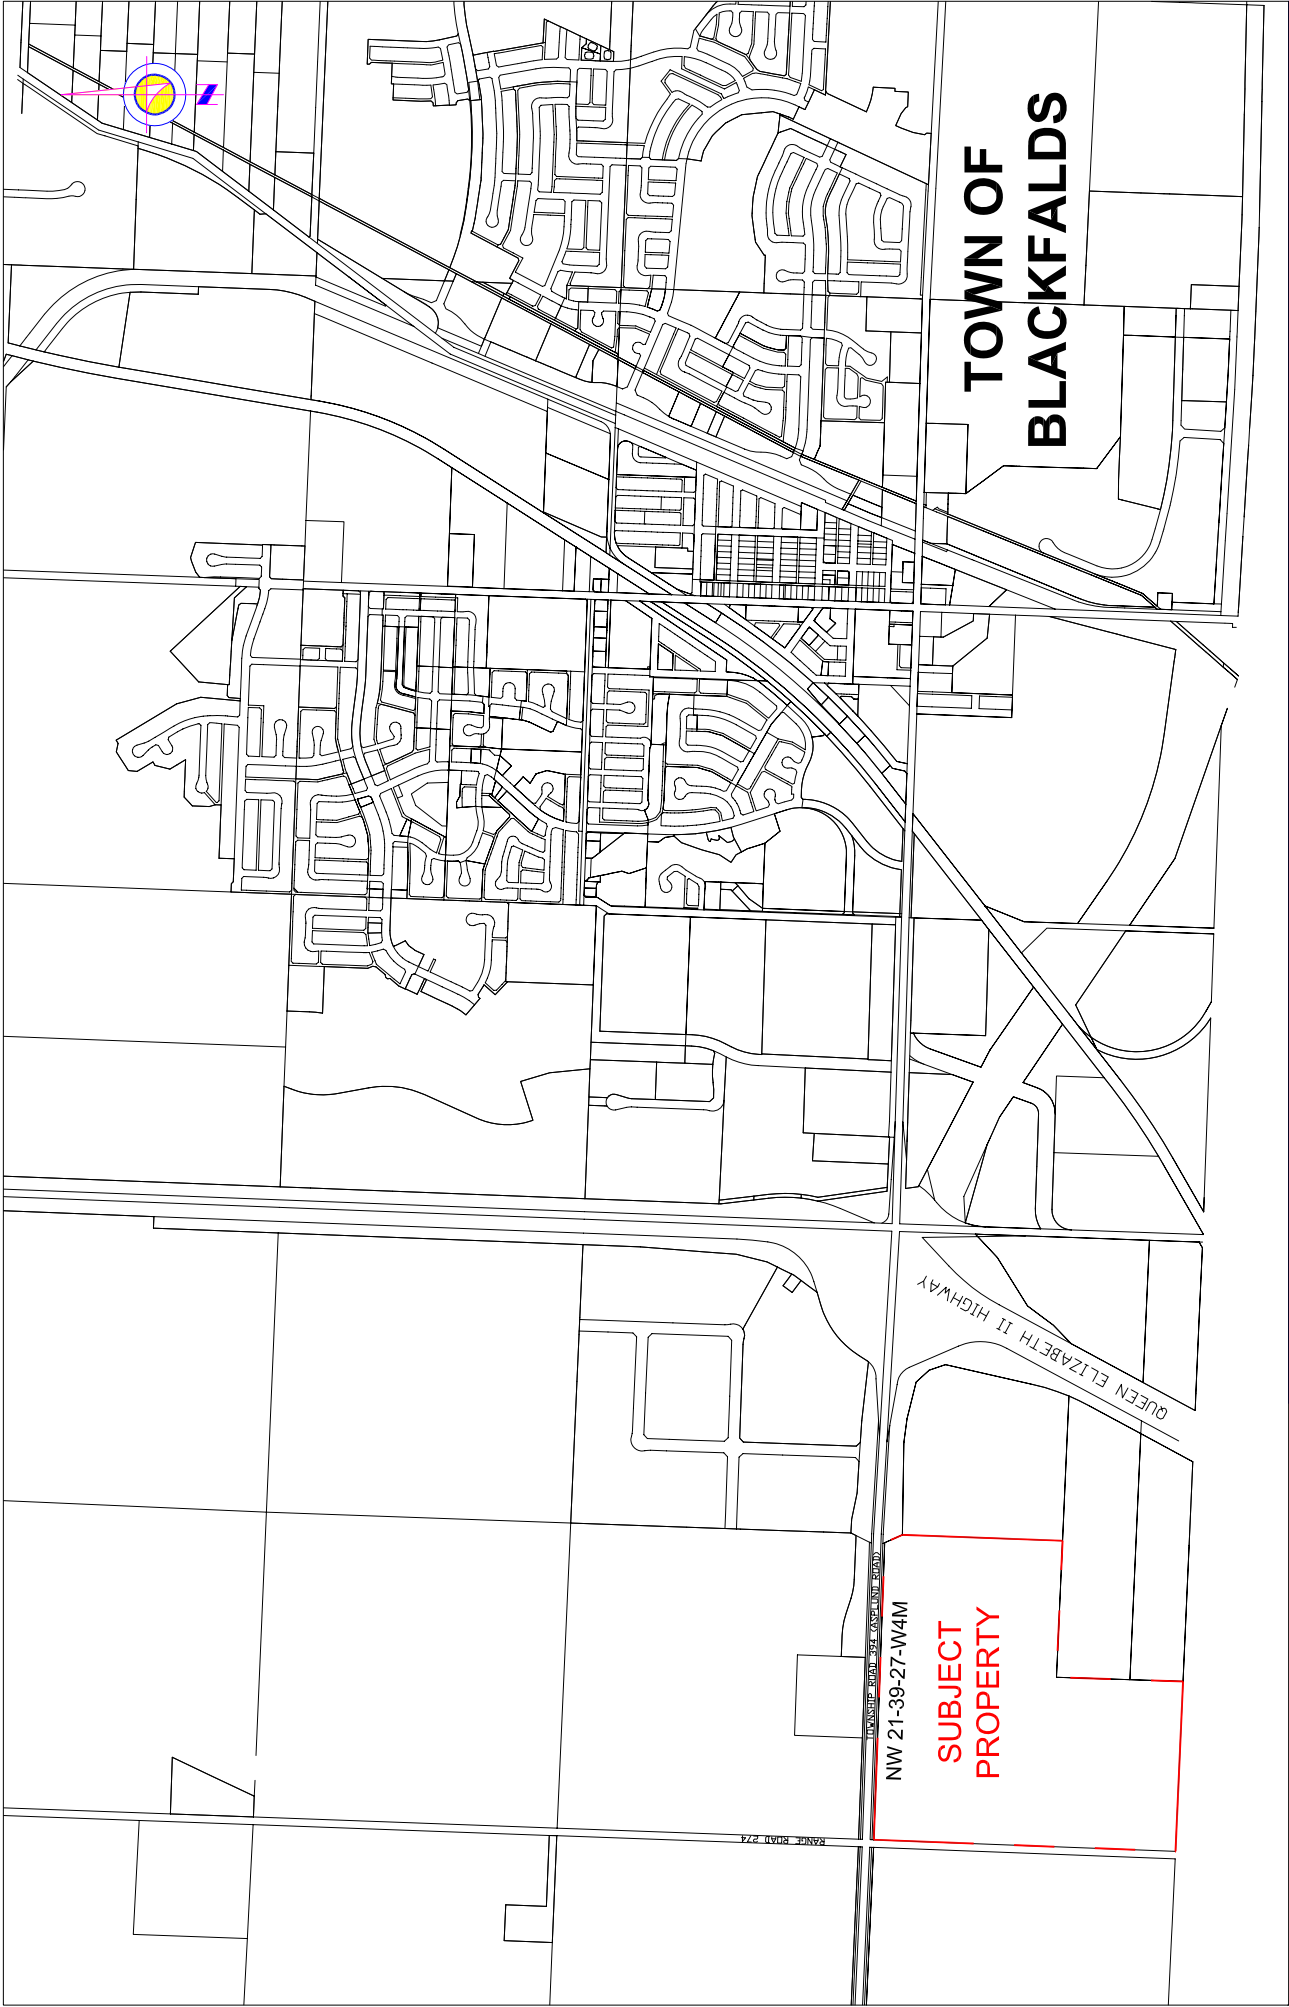 TOWN OF
BLACKFALDS
QUEEN ELIZABETH II HIGHWAY
TOWNSHIP ROAD 394 (ASPLUND ROAD)
NW 21-39-27-W4M
SUBJECT
PROPERTY
RANGE ROAD 274